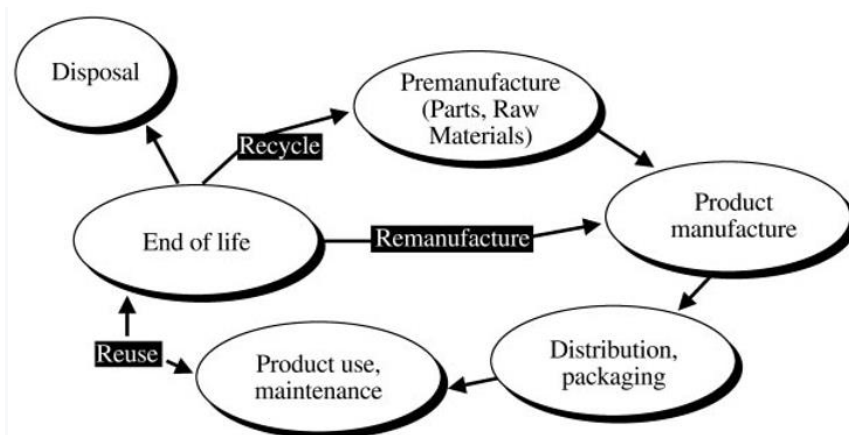 Disposal
Premanufacture
(Parts, Raw
Materials)
Recycle
Product
manufacture
End of life
Remanufacture
Reuse
Product use,
maintenance
Distribution,
packaging